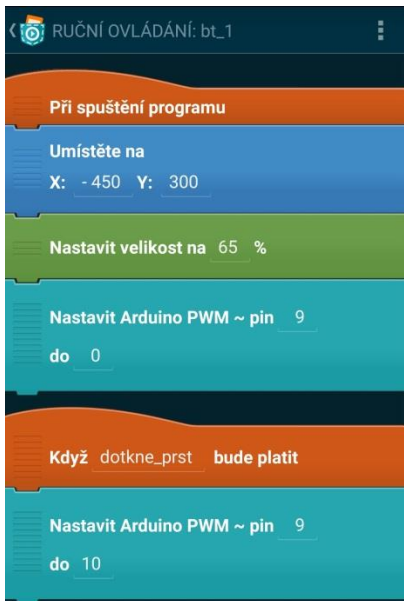 RUČNÍ OVLÁDÁNÍ: bt_1
Při spuštění programu
Umístěte na
X: - 450 Y: 300
Nastavit velikost na 65 %
Nastavit Arduino PWM ~ pin 9
do 0
Když dotkne_prst bude platit
Nastavit Arduino PWM ~ pin 9
do 10